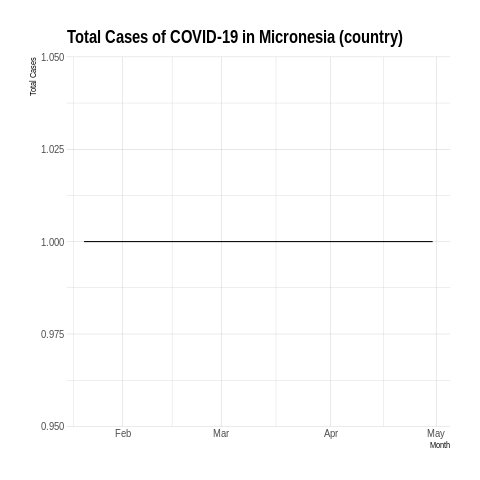 Total Cases of COVID-19 in Micronesia (country)
Total Cases
1.050
1.025
1.000
0.975
0.950
Feb Mar Apr May
Month